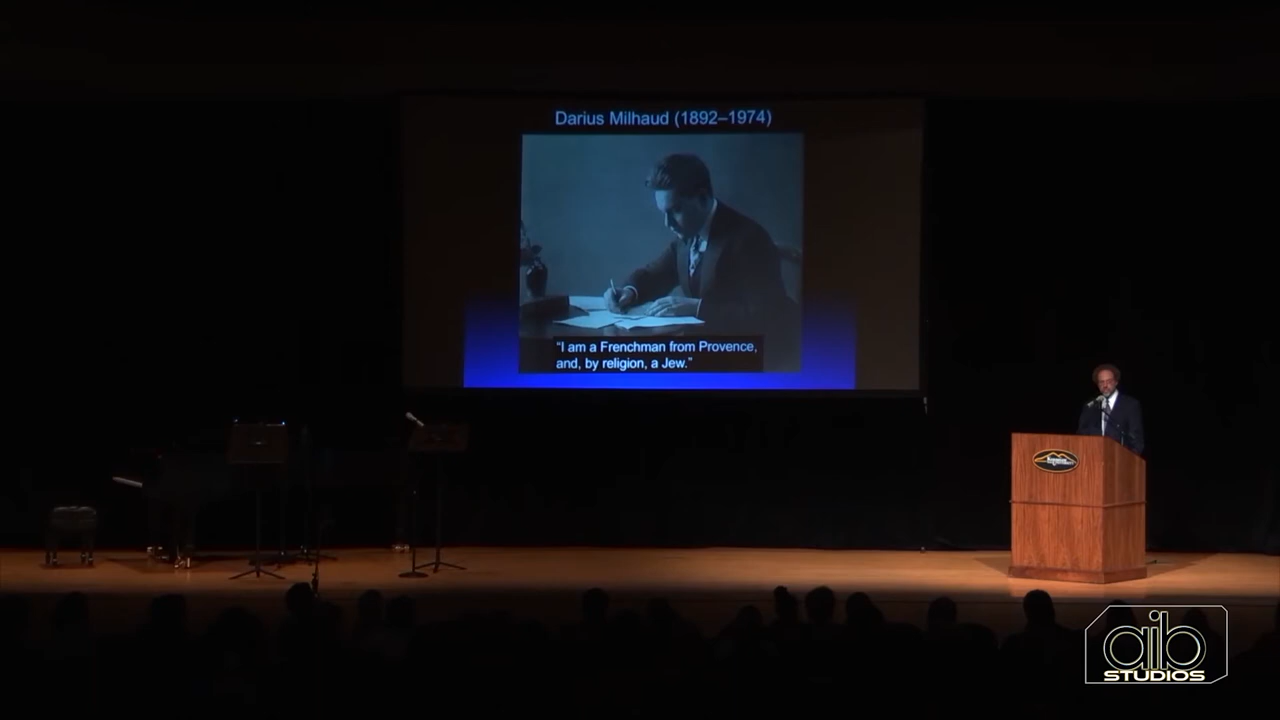 Darius Milhaud (1892–1974)
“I am a Frenchman from Provence,
and, by religion, a Jew.”
aib
STUDIOS